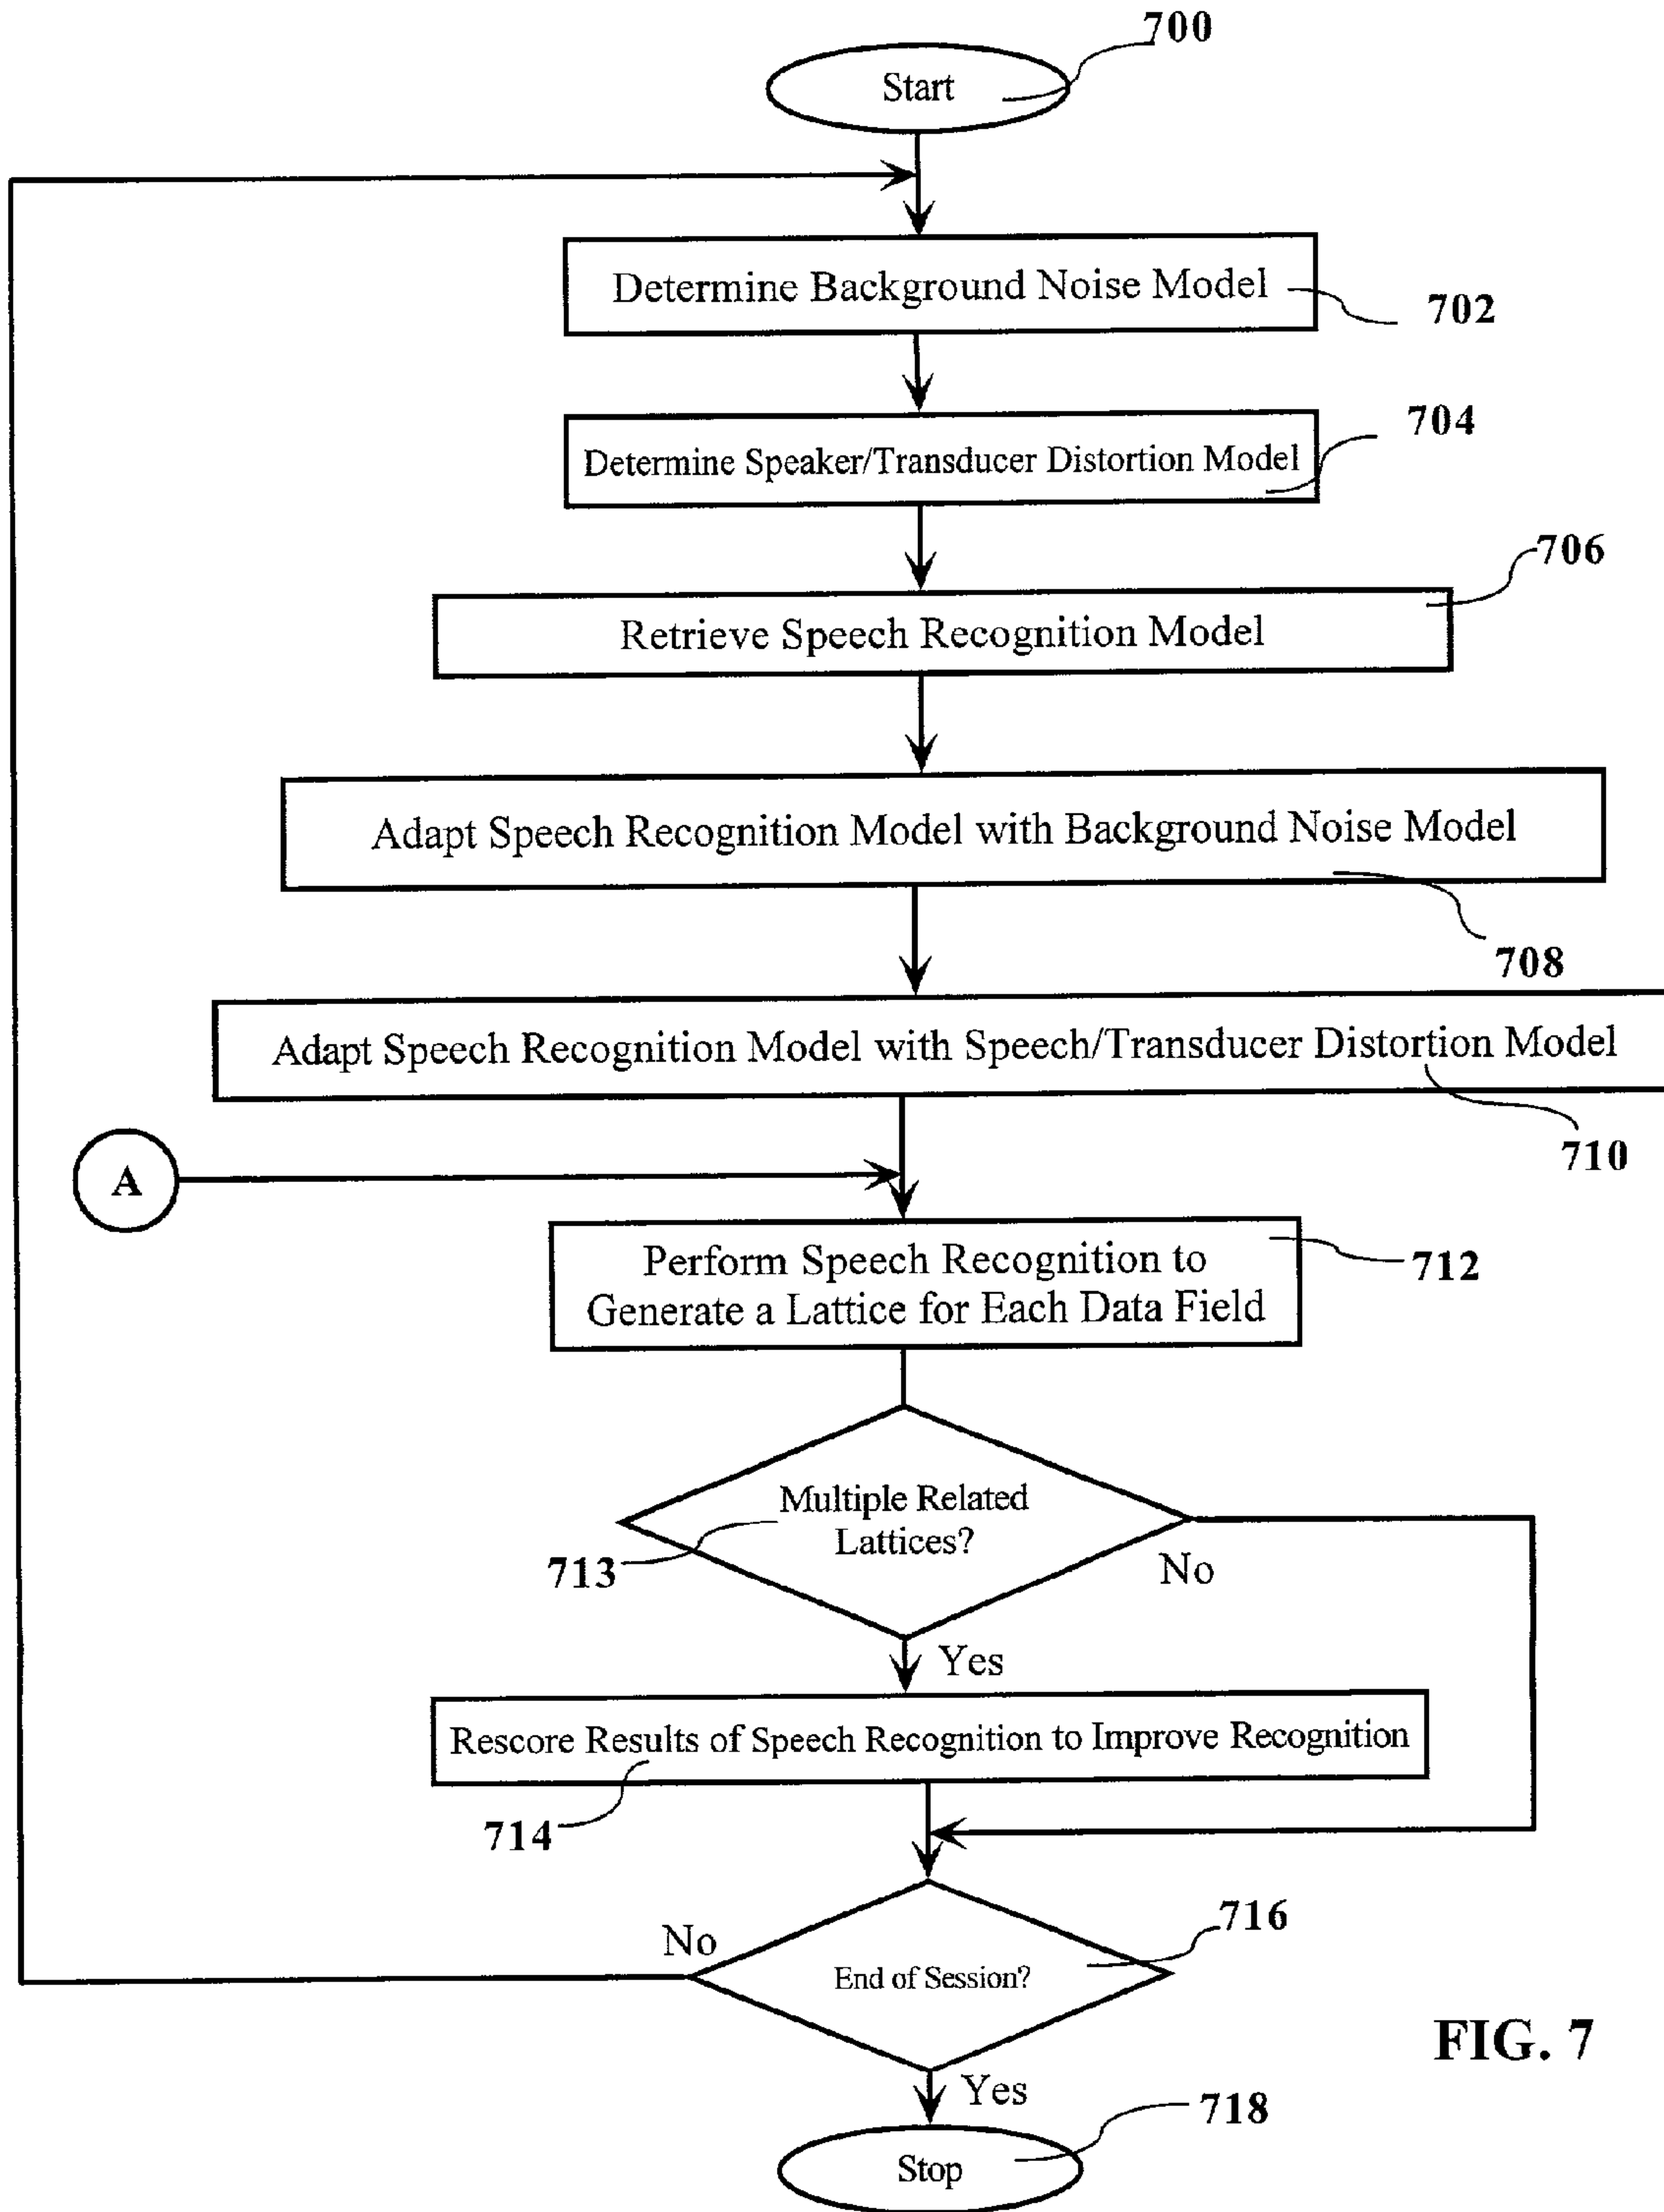 700
Start
Determine Background Noise Model
702
704
Determine Speaker/Transducer Distortion Model
706
Retrieve Speech Recognition Model
Adapt Speech Recognition Model with Background Noise Model
708
Adapt Speech Recognition Model with Speech/Transducer Distortion Model
710
A
Perform Speech Recognition to
Generate a Lattice for Each Data Field
712
Multiple Related
Lattices?
713
No
Yes
Rescore Results of Speech Recognition to Improve Recognition
714
716
No
End of Session?
FIG. 7
Yes
718
Stop